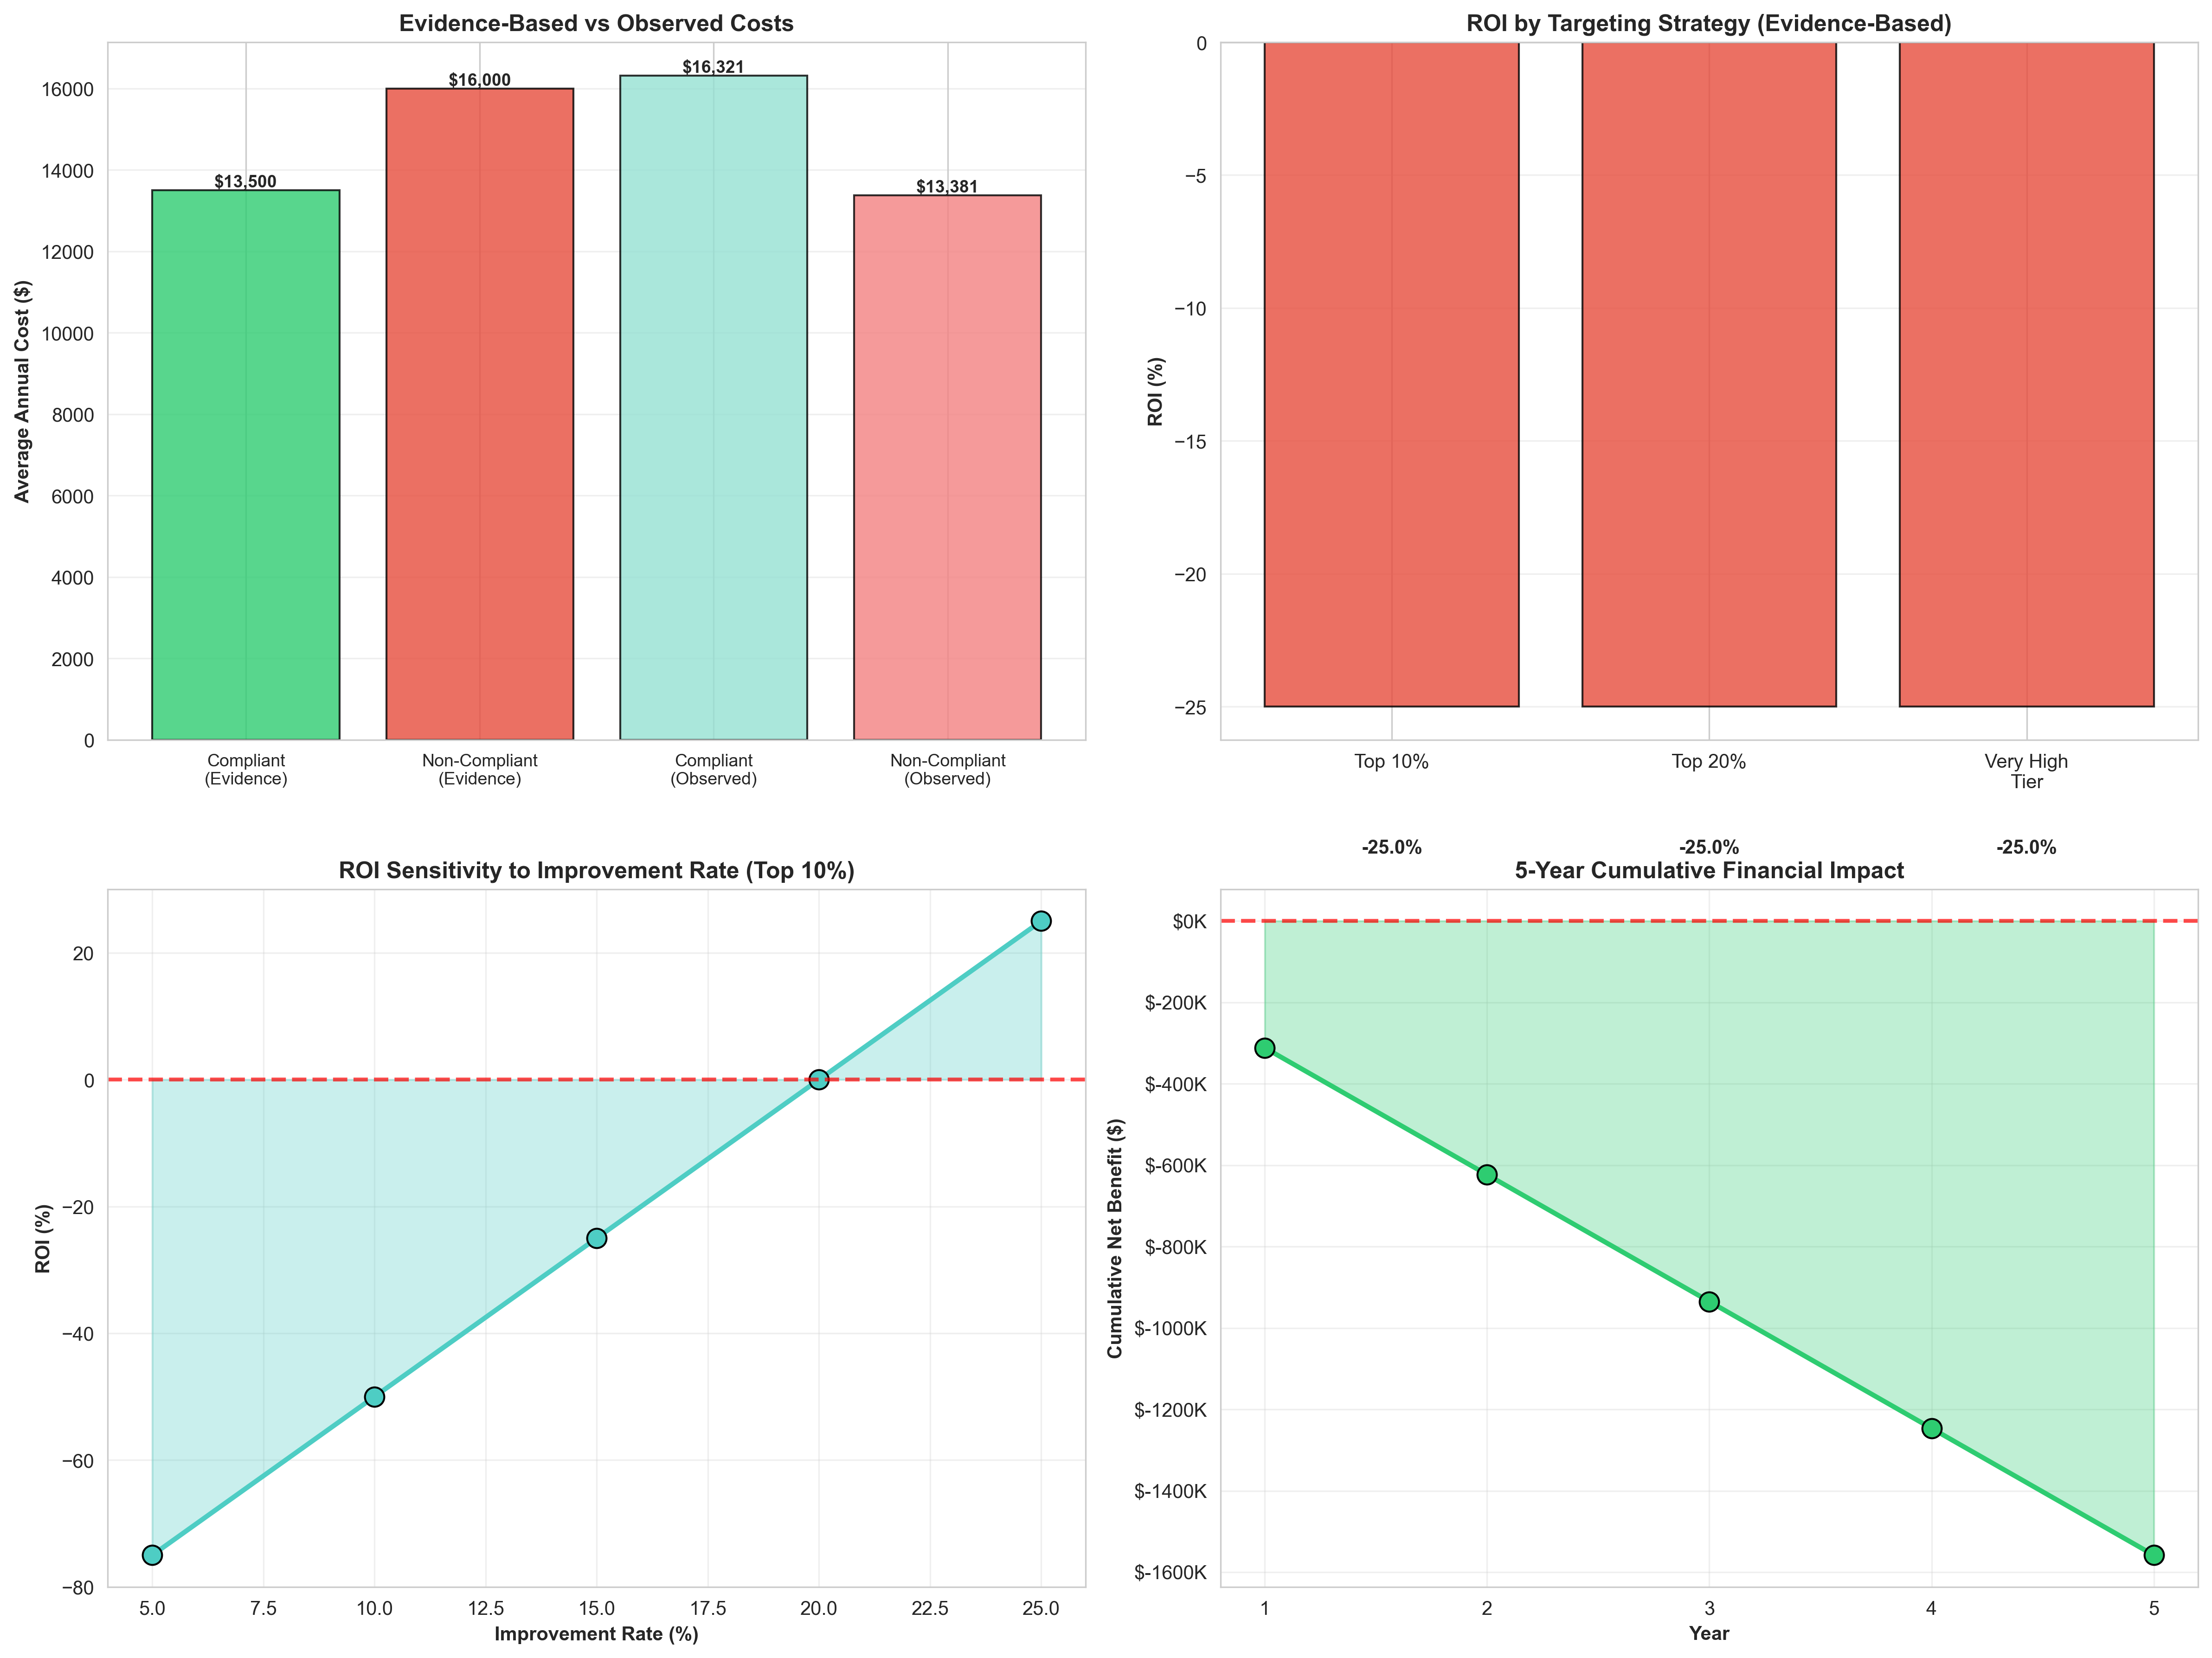 Evidence-Based vs Observed Costs
Average Annual Cost ($)
16000
14000
12000
10000
8000
6000
4000
2000
0
$13,500
$16,000
$16,321
$13,381
Compliant
(Evidence)
Non-Compliant
(Evidence)
Compliant
(Observed)
Non-Compliant
(Observed)
ROI by Targeting Strategy (Evidence-Based)
ROI (%)
0
−5
−10
−15
−20
−25
Top 10%
Top 20%
Very High
Tier
-25.0%
-25.0%
-25.0%
ROI Sensitivity to Improvement Rate (Top 10%)
ROI (%)
20
0
−20
−40
−60
−80
5.0
7.5
10.0
12.5
15.0
17.5
20.0
22.5
25.0
Improvement Rate (%)
5-Year Cumulative Financial Impact
Cumulative Net Benefit ($)
$0K
$-200K
$-400K
$-600K
$-800K
$-1000K
$-1200K
$-1400K
$-1600K
1
2
3
4
5
Year